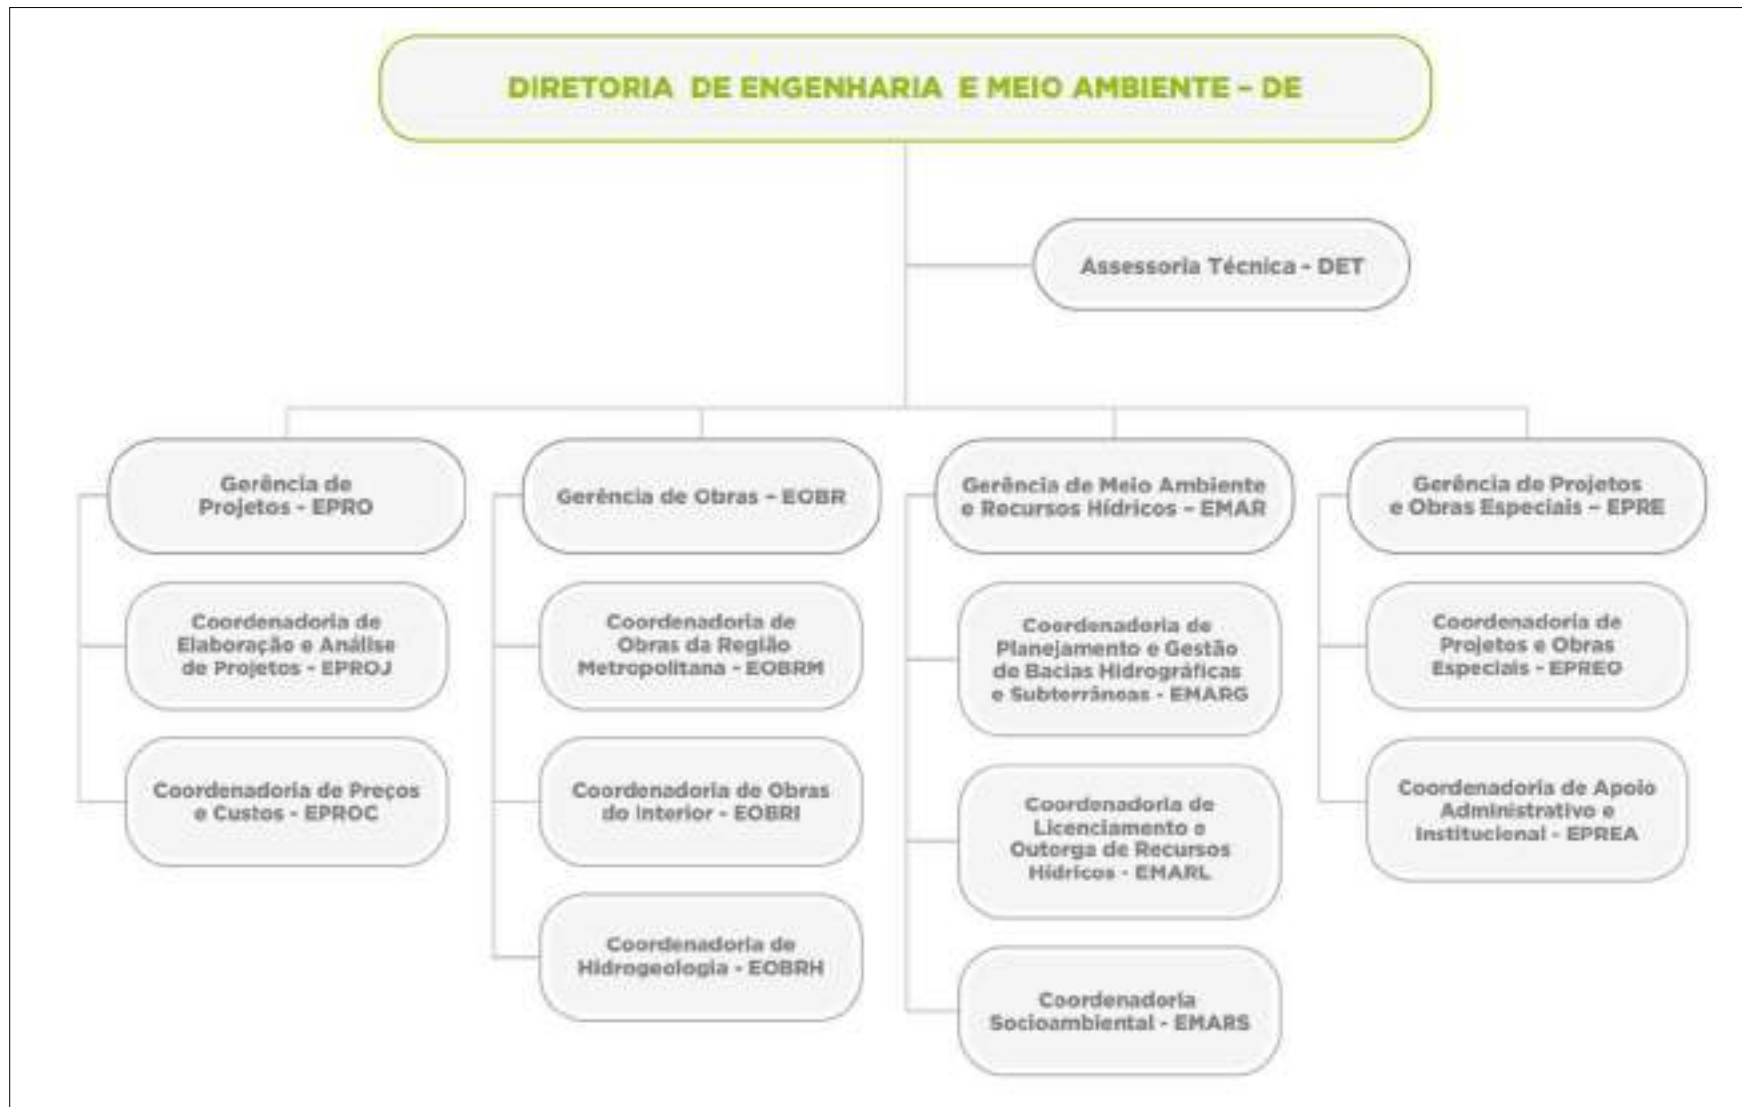 DIRETORIA DE ENGENHARIA E MEIO AMBIENTE – DE
Assessoria Técnica - DET
Gerência de
Projetos - EPRO
Coordenadoria de
Elaboração e Análise
de Projetos - EPROJ
Coordenadoria de Preços
e Custos - EPROC
Gerência de Obras – EOBR
Coordenadoria de
Obras da Região
Metropolitana - EOBRM
Coordenadoria de Obras
do Interior - EOBRI
Coordenadoria de
Hidrogeologia - EOBRH
Gerência de Meio Ambiente
e Recursos Hídricos – EMAR
Coordenadoria de
Planejamento e Gestão
de Bacias Hidrográficas
e Subterrâneas - EMARG
Coordenadoria de
Licenciamento e
Outorga de Recursos
Hídricos - EMARL
Coordenadoria
Socioambiental - EMARS
Gerência de Projetos
e Obras Especiais – EPRE
Coordenadoria de
Projetos e Obras
Especiais - EPREO
Coordenadoria de Apoio
Administrativo e
Institucional - EPREA